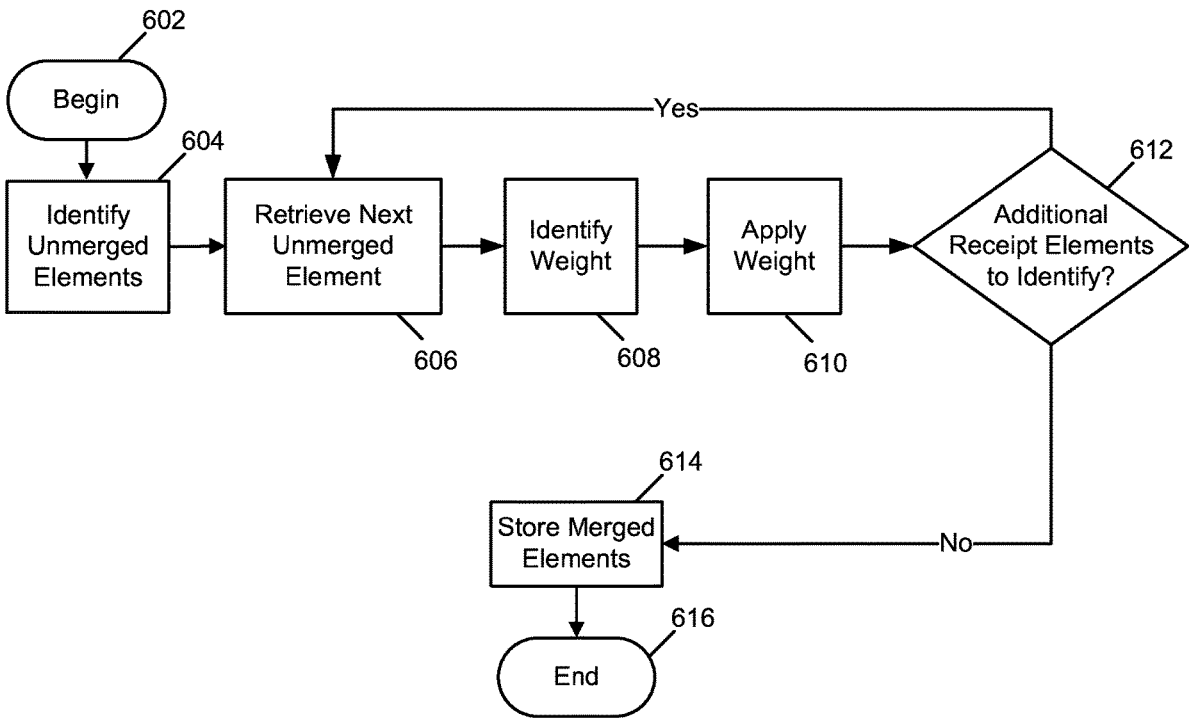 602
Begin
604
Identify
Unmerged
Elements
Retrieve Next
Unmerged
Element
606
Identify
Weight
608
Apply
Weight
610
Yes
612
Additional
Receipt Elements
to Identify?
No
614
Store Merged
Elements
616
End